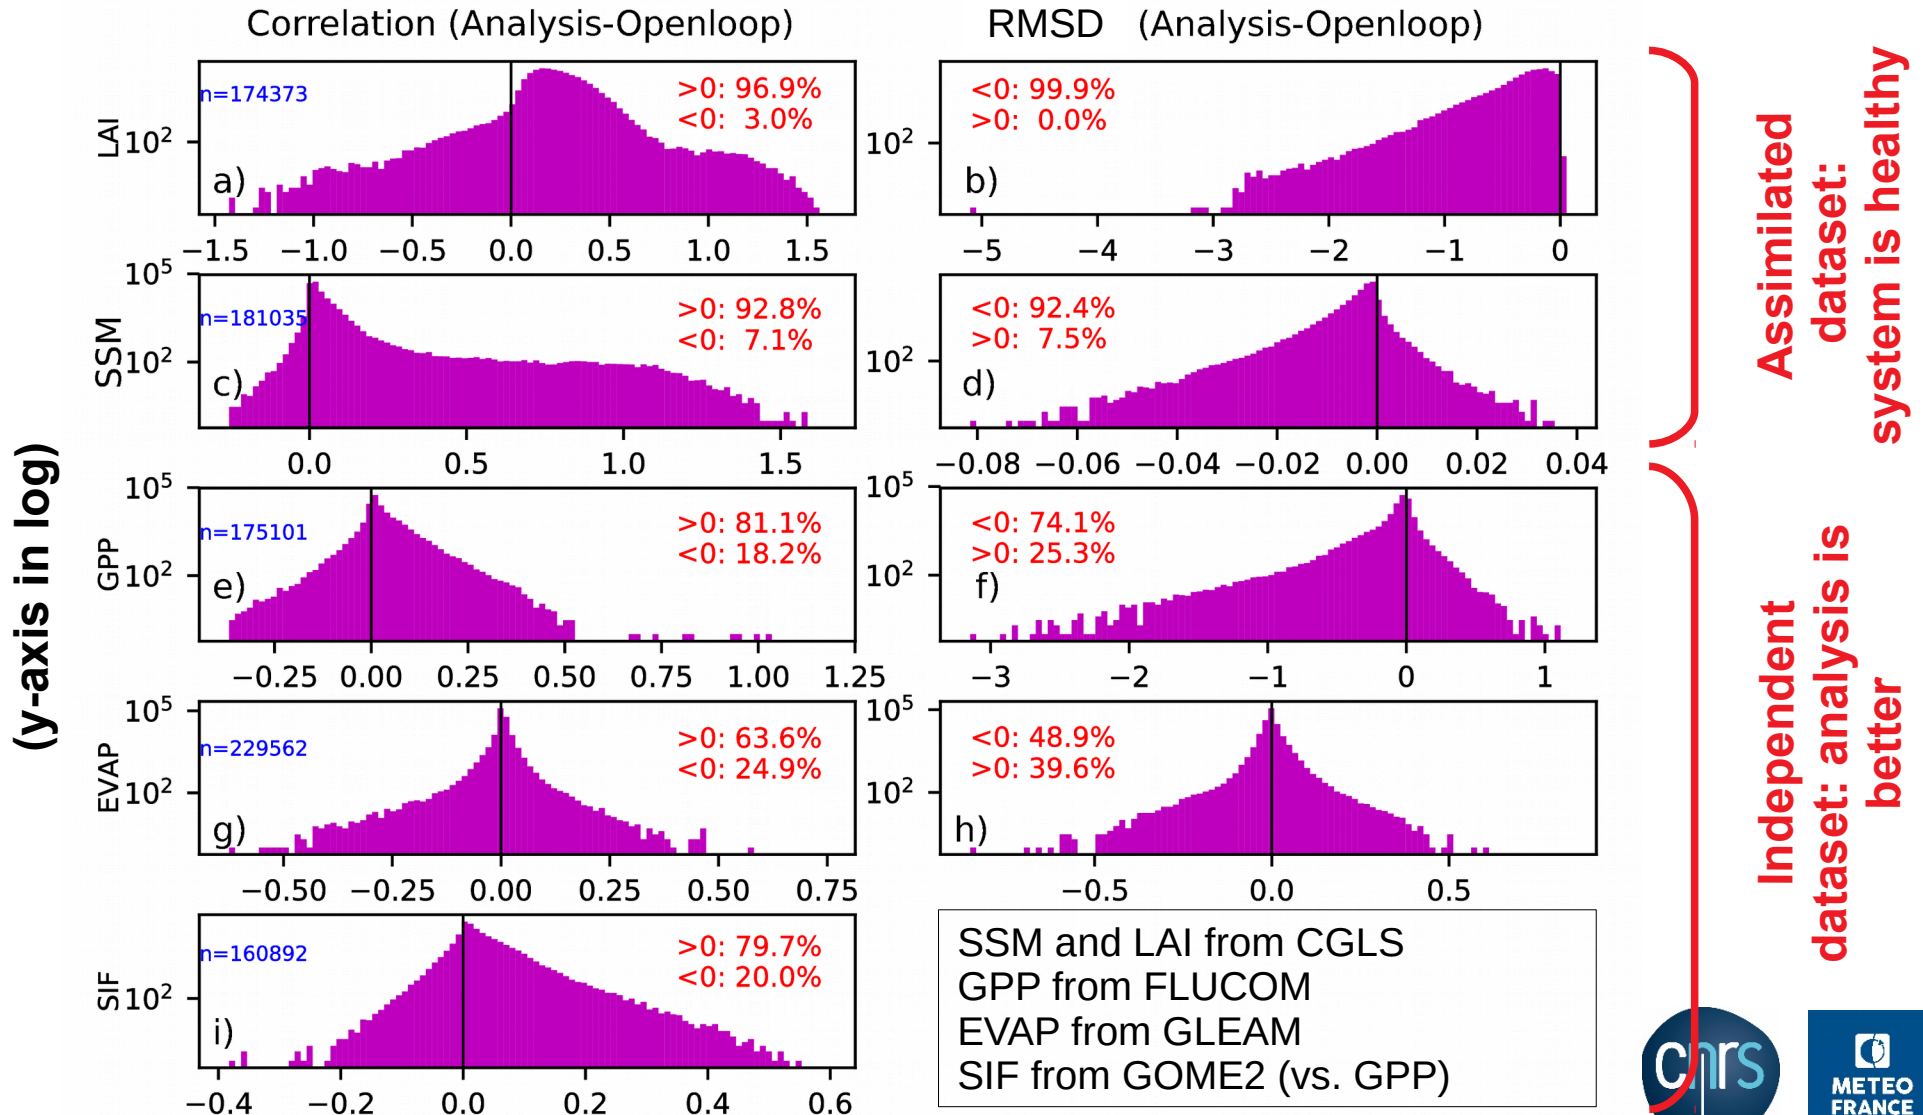 Correlation (Analysis-Openloop)
RMSD (Analysis-Openloop)
(y-axis in log)
LAI
10²
n=174373
>0: 96.9%
<0: 3.0%
a)
−1.5 −1.0 −0.5 0.0 0.5 1.0 1.5
10²
<0: 99.9%
>0: 0.0%
b)
−5 −4 −3 −2 −1 0
SSM
10⁵
10²
n=181035
>0: 92.8%
<0: 7.1%
c)
0.0 0.5 1.0 1.5
10²
<0: 92.4%
>0: 7.5%
d)
−0.08 −0.06 −0.04 −0.02 0.00 0.02 0.04
GPP
10⁵
10²
n=175101
>0: 81.1%
<0: 18.2%
e)
−0.25 0.00 0.25 0.50 0.75 1.00 1.25
10⁵
10²
<0: 74.1%
>0: 25.3%
f)
−3 −2 −1 0 1
EVAP
10⁵
10²
n=229562
>0: 63.6%
<0: 24.9%
g)
−0.50 −0.25 0.00 0.25 0.50 0.75
10⁵
10²
<0: 48.9%
>0: 39.6%
h)
−0.5 0.0 0.5
SIF
10²
n=160892
>0: 79.7%
<0: 20.0%
i)
−0.4 −0.2 0.0 0.2 0.4 0.6
SSM and LAI from CGLS
GPP from FLUCOM
EVAP from GLEAM
SIF from GOME2 (vs. GPP)
Assimilated
dataset:
system is healthy
Independent
dataset: analysis is
better
cnrs
METEO
FRANCE